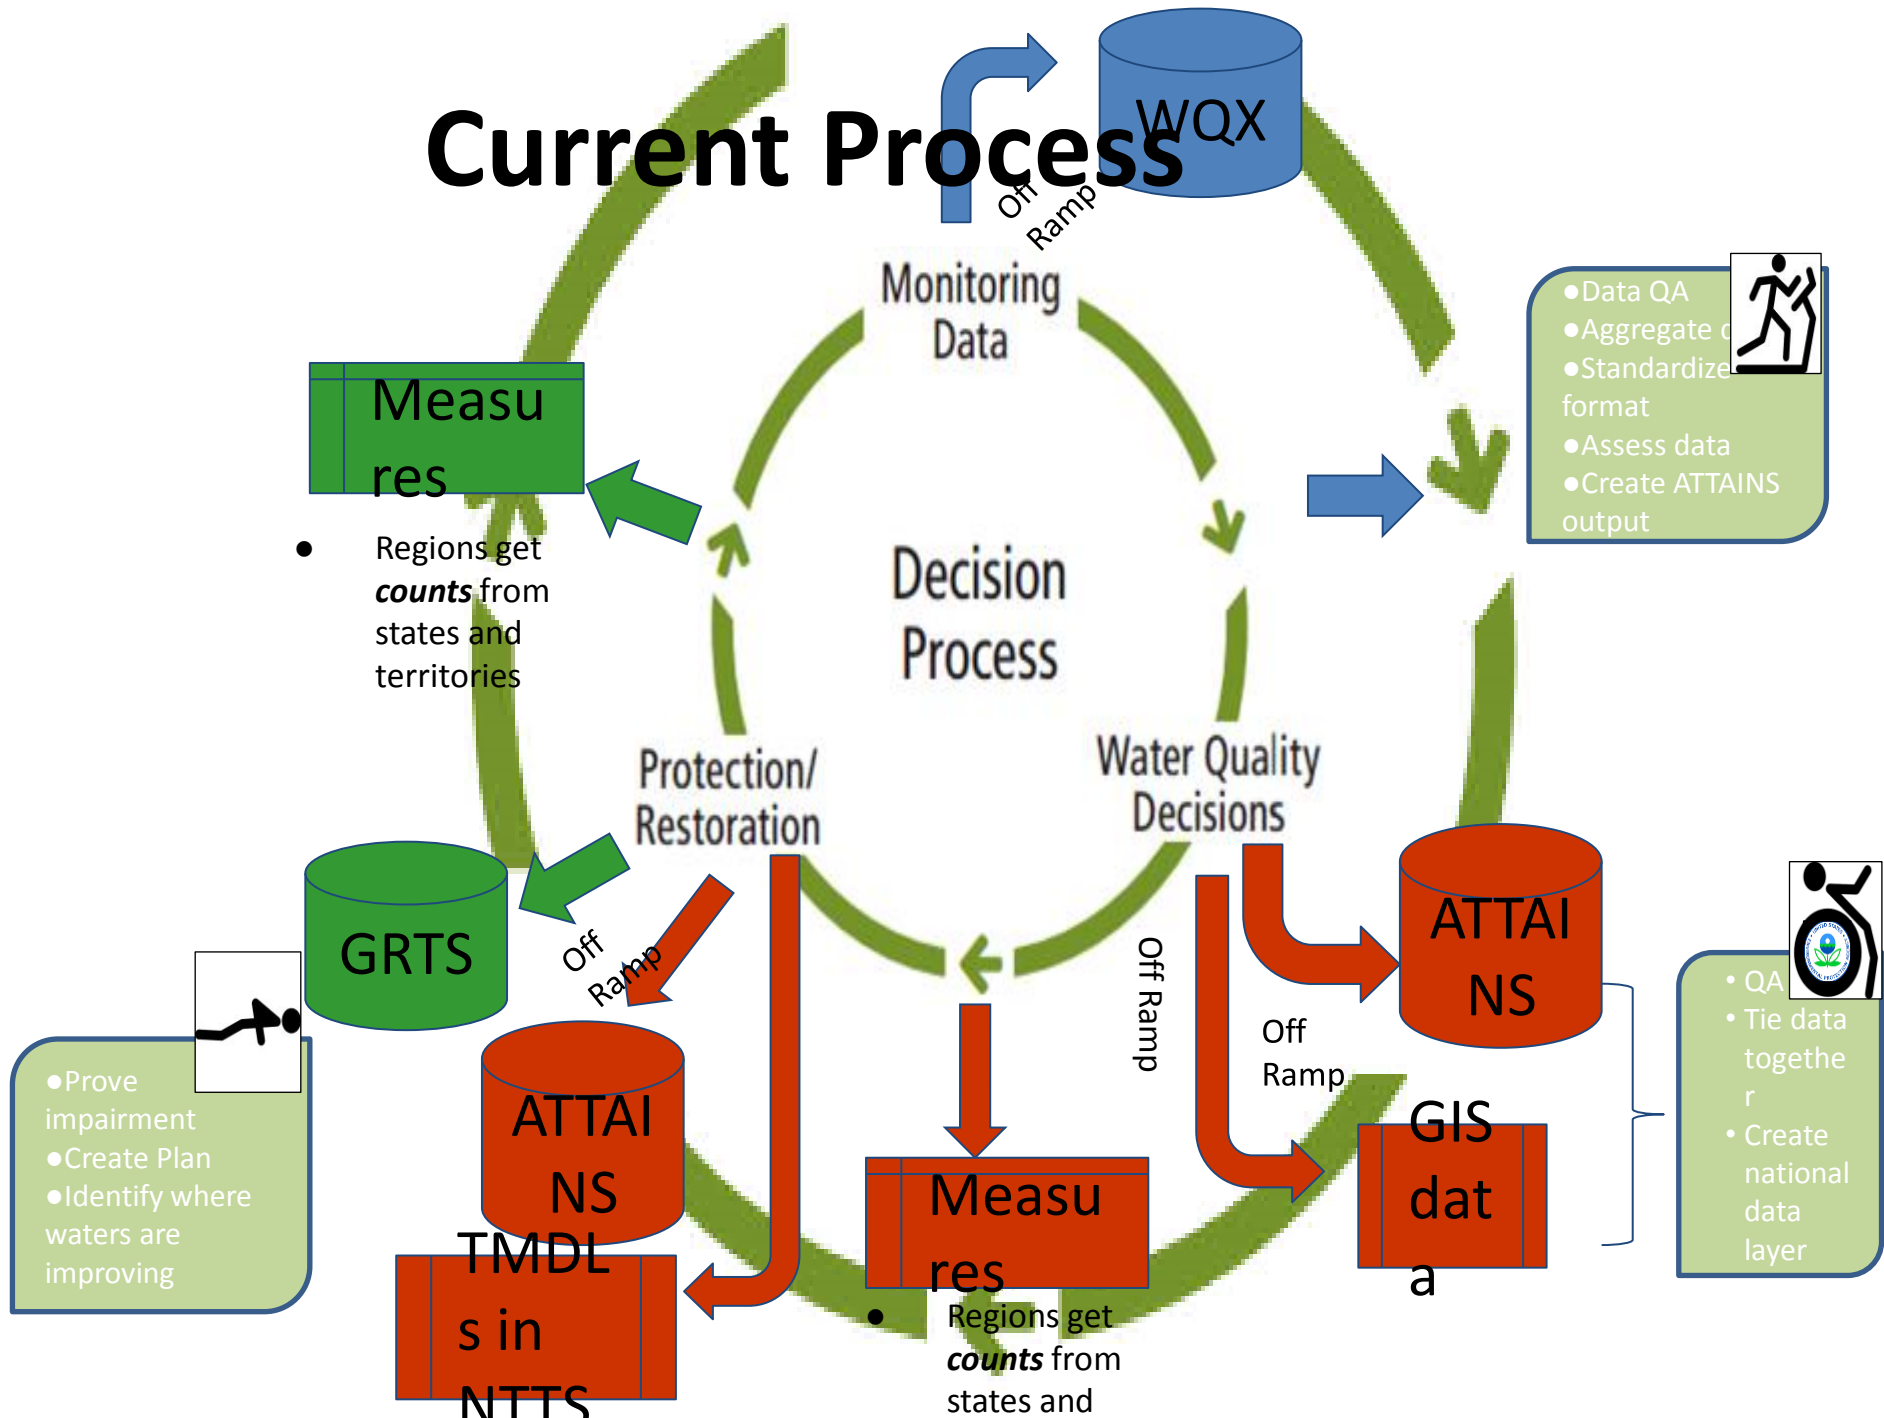 Current Process
WQX
Off
Ramp
Monitoring
Data
●Data QA
●Aggregate
●Standardize
format
●Assess data
●Create ATTAINS
output
Measu
res
● Regions get
counts from
states and
territories
Decision
Process
Protection/
Restoration
Water Quality
Decisions
GRTS
Off
Ramp
ATTAI
NS
Off Ramp
Off
Ramp
• QA
• Tie data
togethe
r
• Create
national
data
layer
●Prove
impairment
●Create Plan
●Identify where
waters are
improving
ATTAI
NS
GIS
dat
a
Measu
res
TMDL
s in
NTTS
● Regions get
counts from
states and